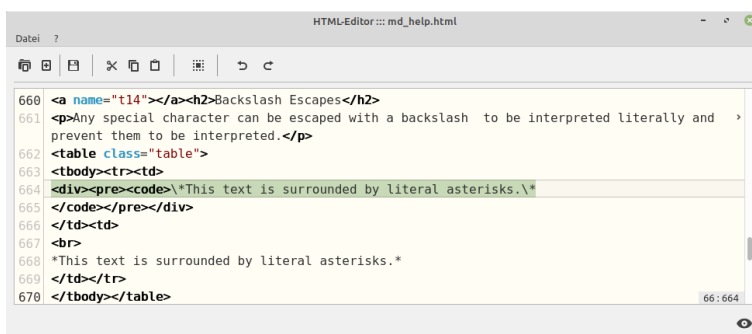 HTML-Editor ::: md_help.html
Datei ?
660 <a name="t14"></a><h2>Backslash Escapes</h2>
661 <p>Any special character can be escaped with a backslash  to be interpreted literally and
prevent them to be interpreted.</p>
662 <table class="table">
663 <tbody><tr><td>
664 <div><pre><code>\*This text is surrounded by literal asterisks.\*
665 </code></pre></div>
666 </td><td>
667 <br>
668 *This text is surrounded by literal asterisks.*
669 </td></tr>
670 </tbody></table>
66:664